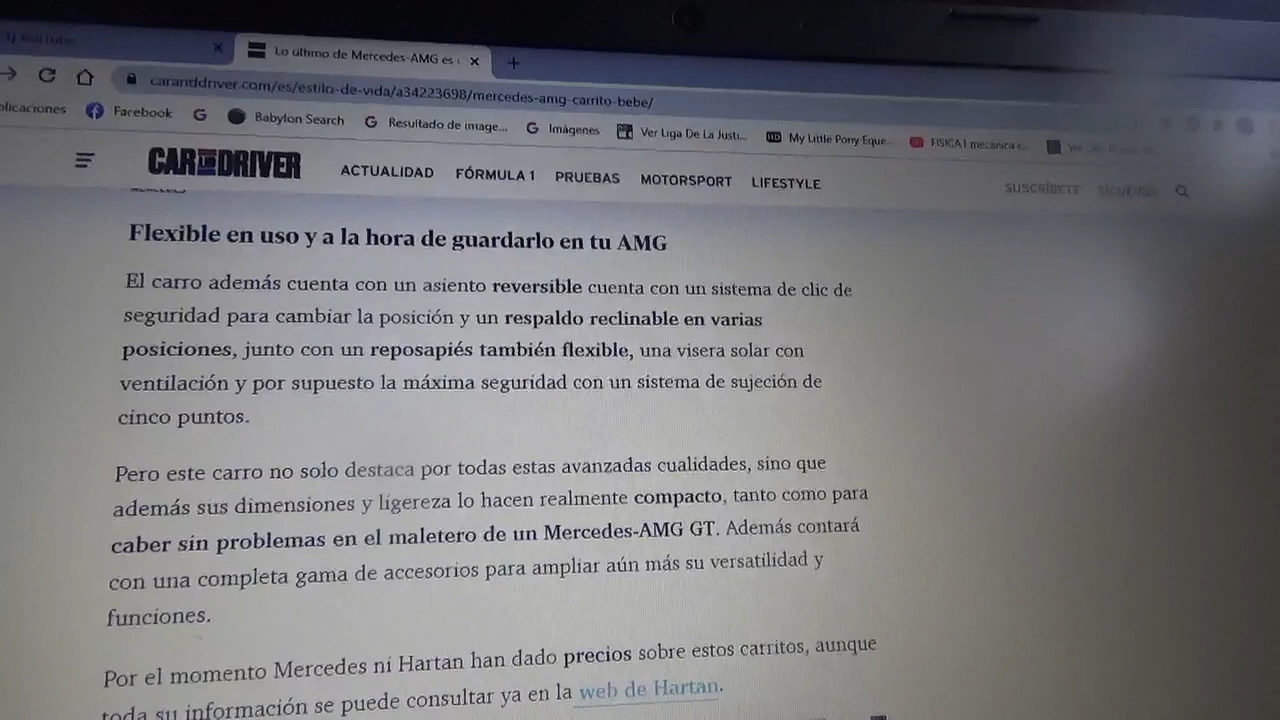 YouTube
Lo último de Mercedes-AMG es
caranddriver.com/es/estilo-de-vida/a34223698/mercedes-amg-carrito-bebe/
plicaciones Facebook Babylon Search Resultado de image... Imágenes Ver Liga De La Justi... My Little Pony Eque... FISICA I mecánica c...
CAR AND DRIVER ACTUALIDAD FÓRMULA 1 PRUEBAS MOTORSPORT LIFESTYLE SUSCRÍBETE SÍGUENOS
Flexible en uso y a la hora de guardarlo en tu AMG
El carro además cuenta con un asiento reversible cuenta con un sistema de clic de
seguridad para cambiar la posición y un respaldo reclinable en varias
posiciones, junto con un reposapiés también flexible, una visera solar con
ventilación y por supuesto la máxima seguridad con un sistema de sujeción de
cinco puntos.
Pero este carro no solo destaca por todas estas avanzadas cualidades, sino que
además sus dimensiones y ligereza lo hacen realmente compacto, tanto como para
caber sin problemas en el maletero de un Mercedes-AMG GT. Además contará
con una completa gama de accesorios para ampliar aún más su versatilidad y
funciones.
Por el momento Mercedes ni Hartan han dado precios sobre estos carritos, aunque
toda su información se puede consultar ya en la web de Hartan.